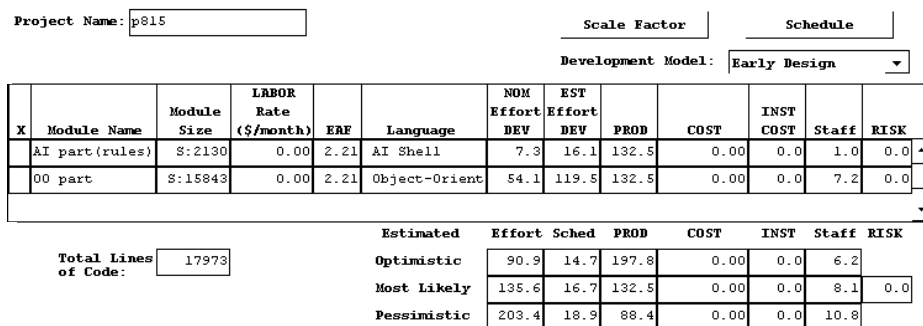 Project Name: p815
Scale Factor Schedule
Development Model: Early Design
X Module Name Module Size LABOR Rate ($/month) EAF Language NOM Effort DEV EST Effort DEV PROD COST INST COST Staff RISK
AI part(rules) S:2130 0.00 2.21 AI Shell 7.3 16.1 132.5 0.00 0.0 1.0 0.0
OO part S:15843 0.00 2.21 Object-Orient 54.1 119.5 132.5 0.00 0.0 7.2 0.0
Estimated Effort Sched PROD COST INST Staff RISK
Total Lines of Code: 17973
Optimistic 90.9 14.7 197.8 0.00 0.0 6.2
Most Likely 135.6 16.7 132.5 0.00 0.0 8.1 0.0
Pessimistic 203.4 18.9 88.4 0.00 0.0 10.8